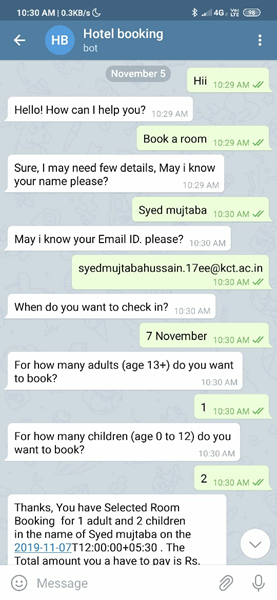 10:30 AM | 0.3KB/s
4G
98
HB
Hotel booking
bot
November 5
Hii
10:29 AM
Hello! How can I help you?
10:29 AM
Book a room
10:29 AM
Sure, I may need few details, May i know
your name please?
10:29 AM
Syed mujtaba
10:30 AM
May i know your Email ID. please?
10:30 AM
syedmujtabahussain.17ee@kct.ac.in
10:30 AM
When do you want to check in?
10:30 AM
7 November
10:30 AM
For how many adults (age 13+) do you want
to book?
10:30 AM
1
10:30 AM
For how many children (age 0 to 12) do you
want to book?
10:30 AM
2
10:30 AM
Thanks, You have Selected Room
Booking for 1 adult and 2 children
in the name of Syed mujtaba on the
2019-11-07T12:00:00+05:30 . The
Total amount you a have to pay is Rs.
Message